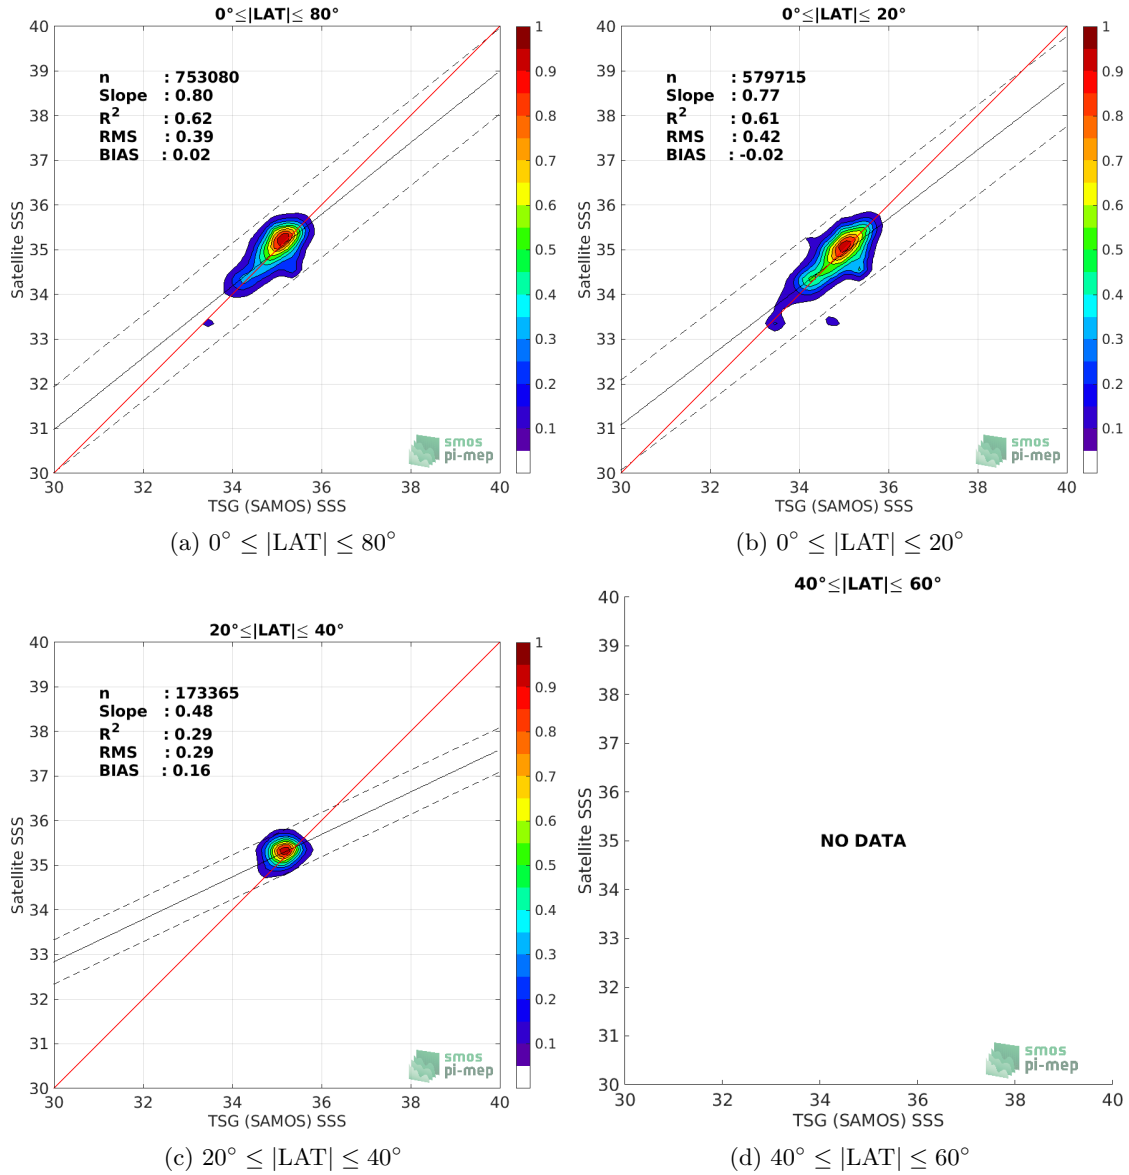 0°≤|LAT|≤ 80°
40
39
38
37
36
35
34
33
32
31
30
Satellite SSS
n : 753080
Slope : 0.80
R2 : 0.62
RMS : 0.39
BIAS : 0.02
smos
pi-mep
30 32 34 36 38 40
TSG (SAMOS) SSS
1
0.9
0.8
0.7
0.6
0.5
0.4
0.3
0.2
0.1
(a) 0° ≤ |LAT| ≤ 80°
0°≤|LAT|≤ 20°
40
39
38
37
36
35
34
33
32
31
30
Satellite SSS
n : 579715
Slope : 0.77
R2 : 0.61
RMS : 0.42
BIAS : -0.02
smos
pi-mep
30 32 34 36 38 40
TSG (SAMOS) SSS
1
0.9
0.8
0.7
0.6
0.5
0.4
0.3
0.2
0.1
(b) 0° ≤ |LAT| ≤ 20°
20°≤|LAT|≤ 40°
40
39
38
37
36
35
34
33
32
31
30
Satellite SSS
n : 173365
Slope : 0.48
R2 : 0.29
RMS : 0.29
BIAS : 0.16
smos
pi-mep
30 32 34 36 38 40
TSG (SAMOS) SSS
1
0.9
0.8
0.7
0.6
0.5
0.4
0.3
0.2
0.1
(c) 20° ≤ |LAT| ≤ 40°
40°≤|LAT|≤ 60°
40
39
38
37
36
35
34
33
32
31
30
Satellite SSS
NO DATA
smos
pi-mep
30 32 34 36 38 40
TSG (SAMOS) SSS
(d) 40° ≤ |LAT| ≤ 60°